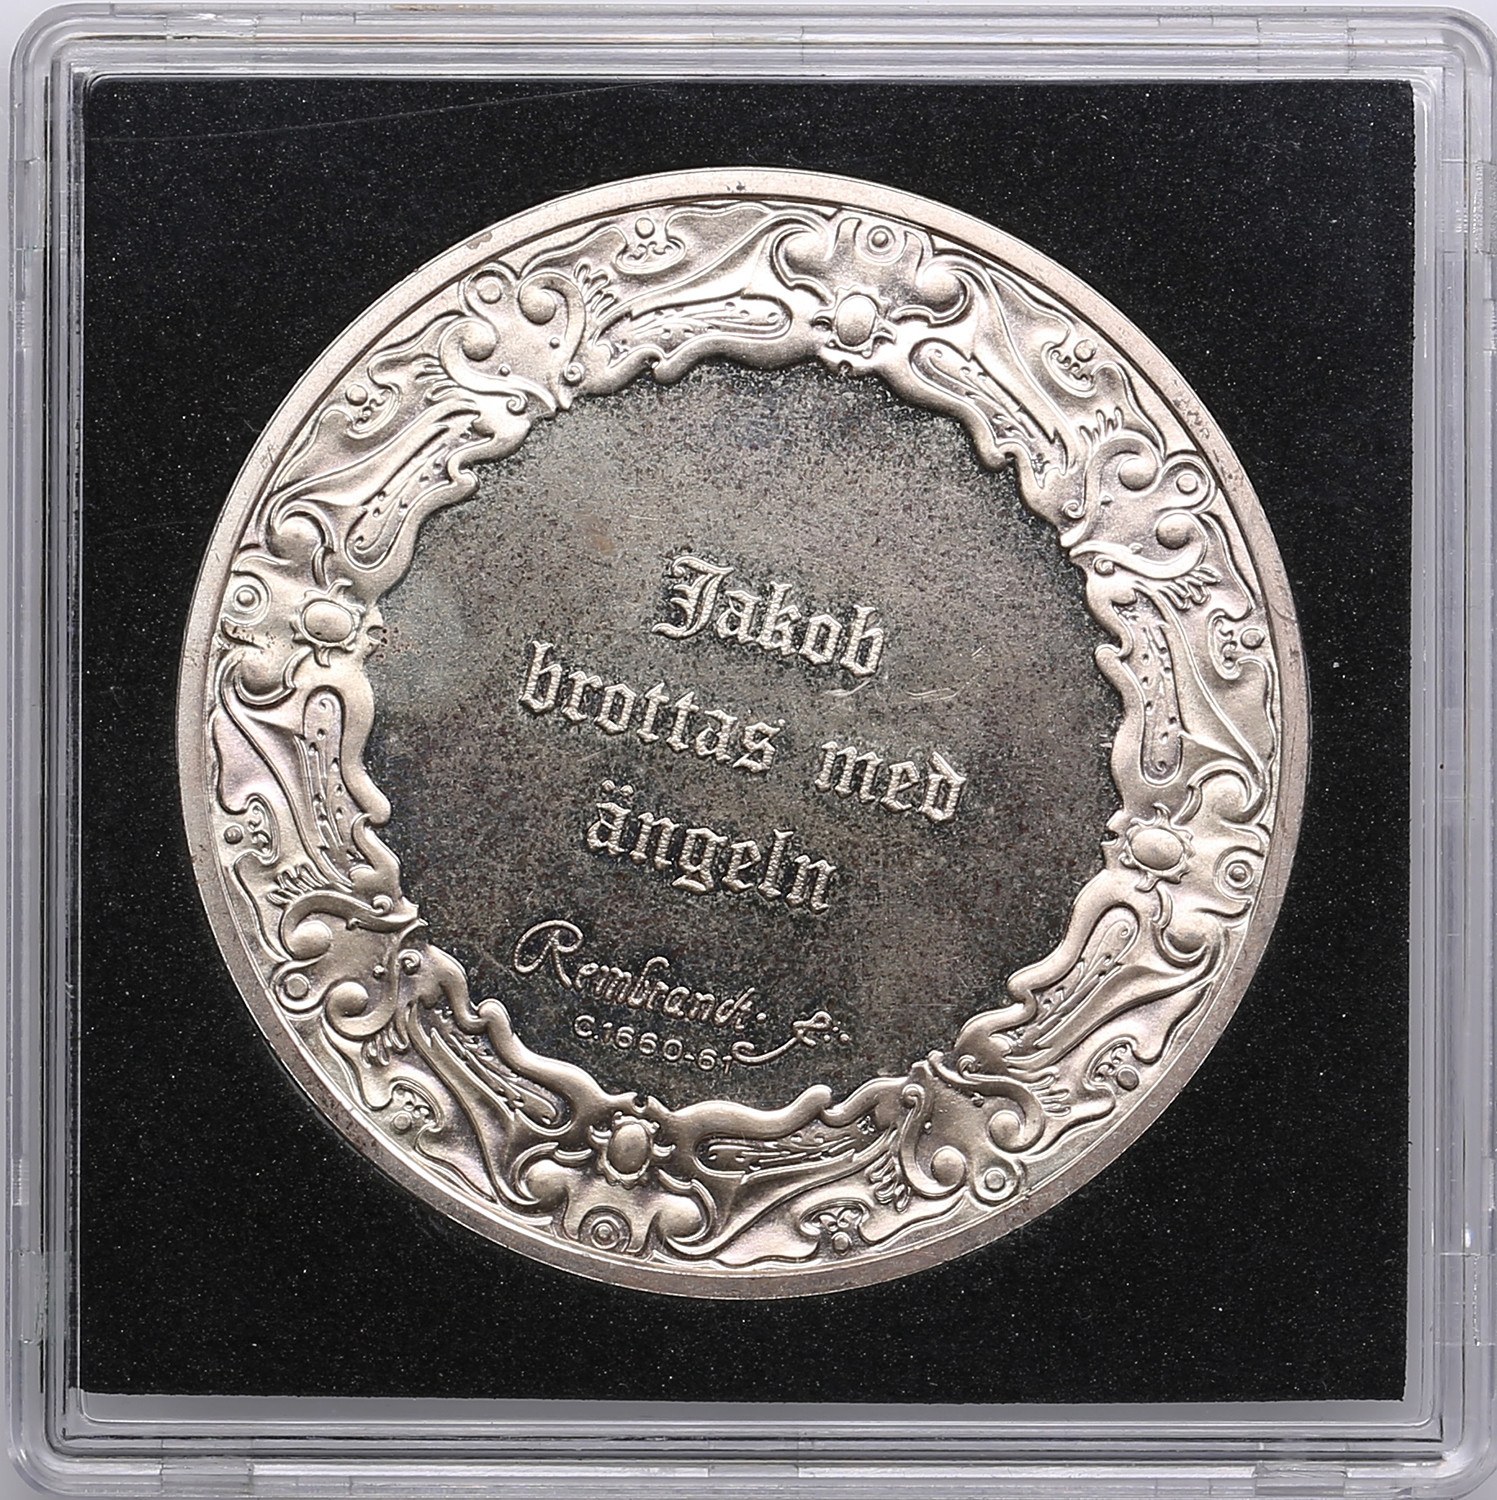 Jakob
brottas med
ängeln
Rembrandt. f.:
C.1660-61